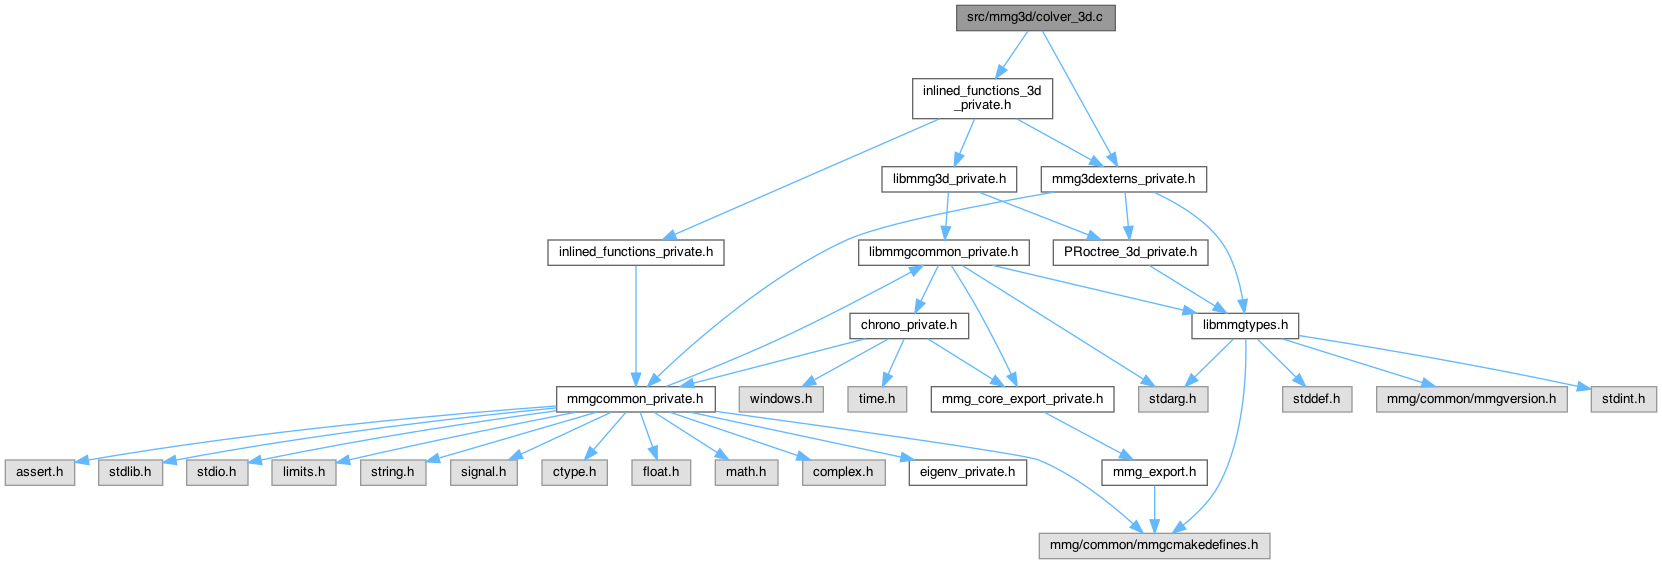 src/mmg3d/colver_3d.c
inlined_functions_3d
_private.h
libmmg3d_private.h
mmg3dexterns_private.h
inlined_functions_private.h
libmmgcommon_private.h
PRoctree_3d_private.h
chrono_private.h
libmmgtypes.h
mmgcommon_private.h
windows.h
time.h
mmg_core_export_private.h
stdarg.h
stddef.h
mmg/common/mmgversion.h
stdint.h
assert.h
stdlib.h
stdio.h
limits.h
string.h
signal.h
ctype.h
float.h
math.h
complex.h
eigenv_private.h
mmg_export.h
mmg/common/mmgcmakedefines.h